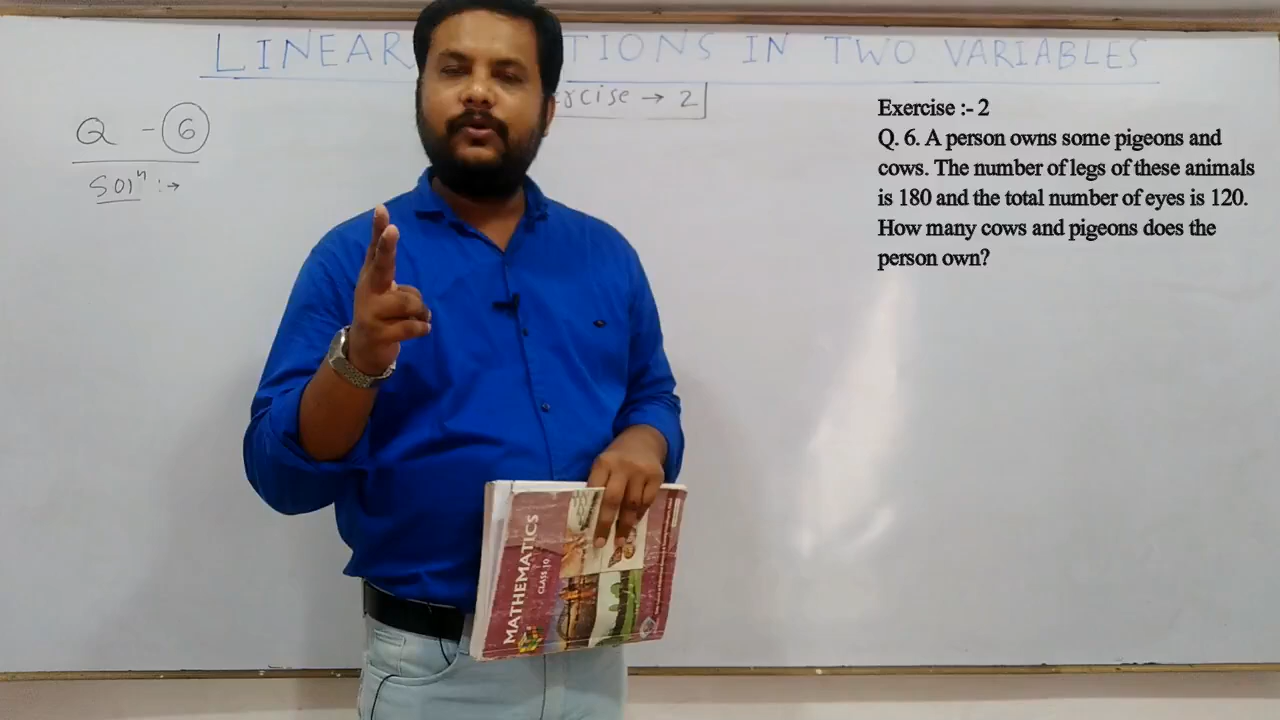 LINEAR TIONS IN TWO VARIABLES
rcise → 2
Q - 6
Solⁿ :→
Exercise :- 2
Q. 6. A person owns some pigeons and
cows. The number of legs of these animals
is 180 and the total number of eyes is 120.
How many cows and pigeons does the
person own?
MATHEMATICS
CLASS 10